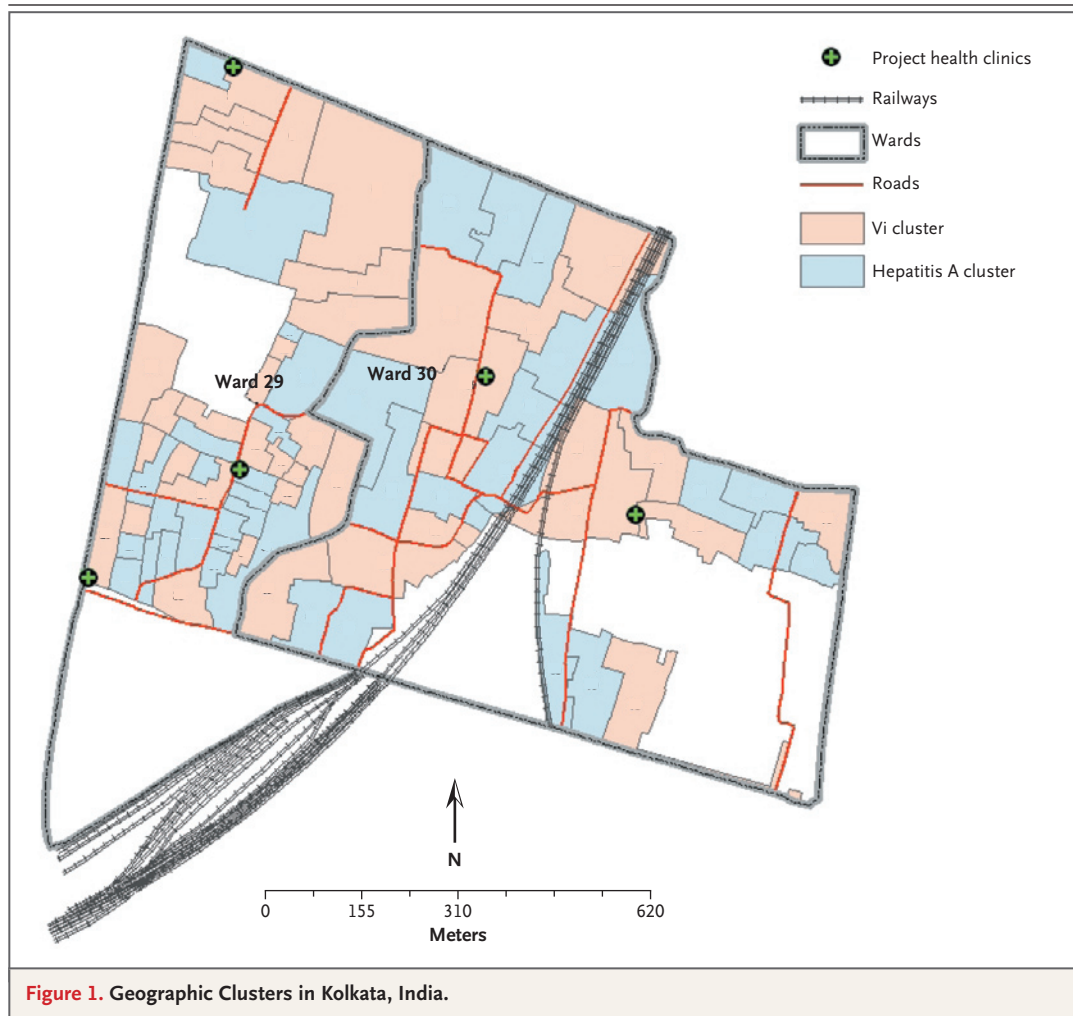 Project health clinics
Railways
Wards
Roads
Vi cluster
Hepatitis A cluster
Ward 29
Ward 30
N
0 155 310 620
Meters
Figure 1. Geographic Clusters in Kolkata, India.